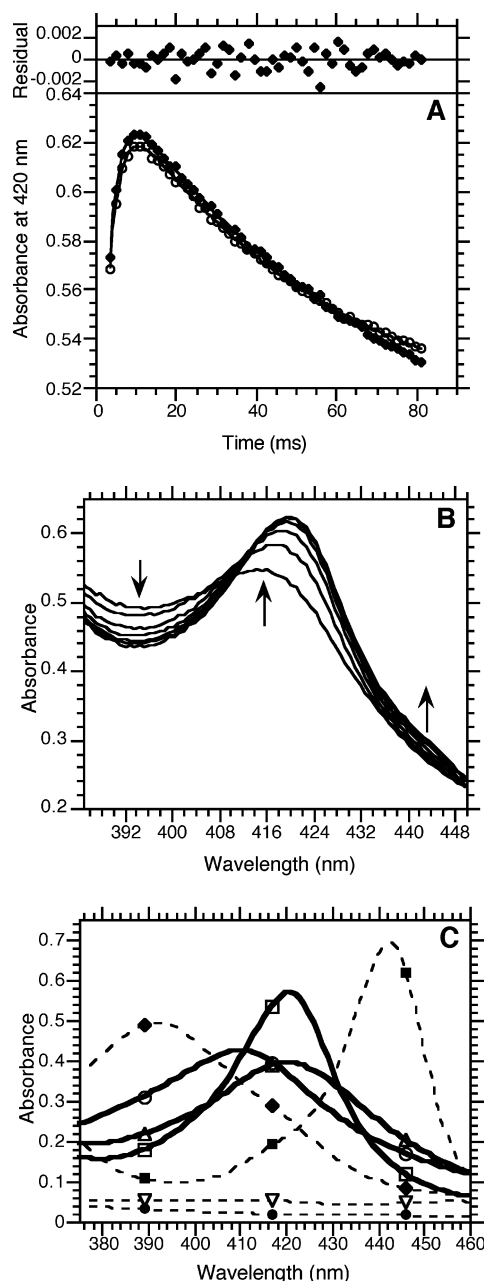 Residual
0.002
0
-0.002
A
Absorbance at 420 nm
0.64
0.62
0.6
0.58
0.56
0.54
0.52
0 20 40 60 80
Time (ms)
B
Absorbance
0.6
0.5
0.4
0.3
0.2
392 400 408 416 424 432 440 448
Wavelength (nm)
C
Absorbance
0.7
0.6
0.5
0.4
0.3
0.2
0.1
0
380 390 400 410 420 430 440 450 460
Wavelength (nm)